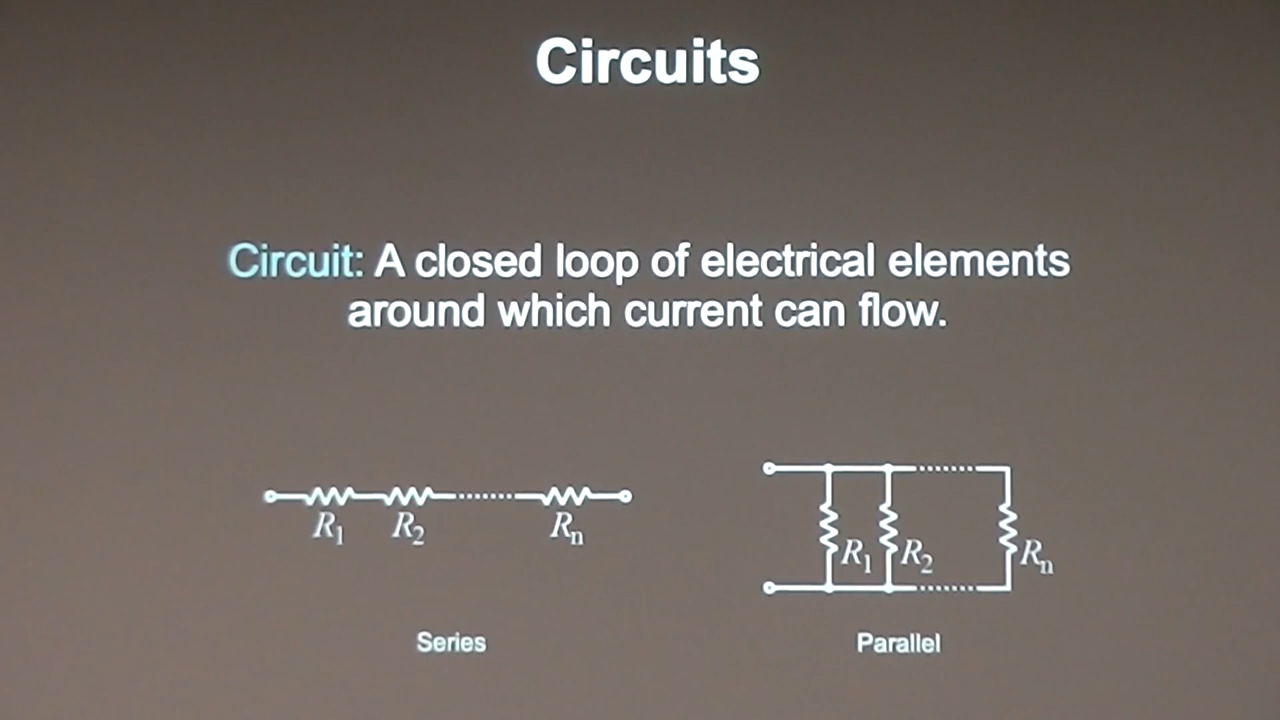 Circuits
Circuit: A closed loop of electrical elements
around which current can flow.
R₁ R₂ Rₙ
R₁ R₂ Rₙ
Series
Parallel